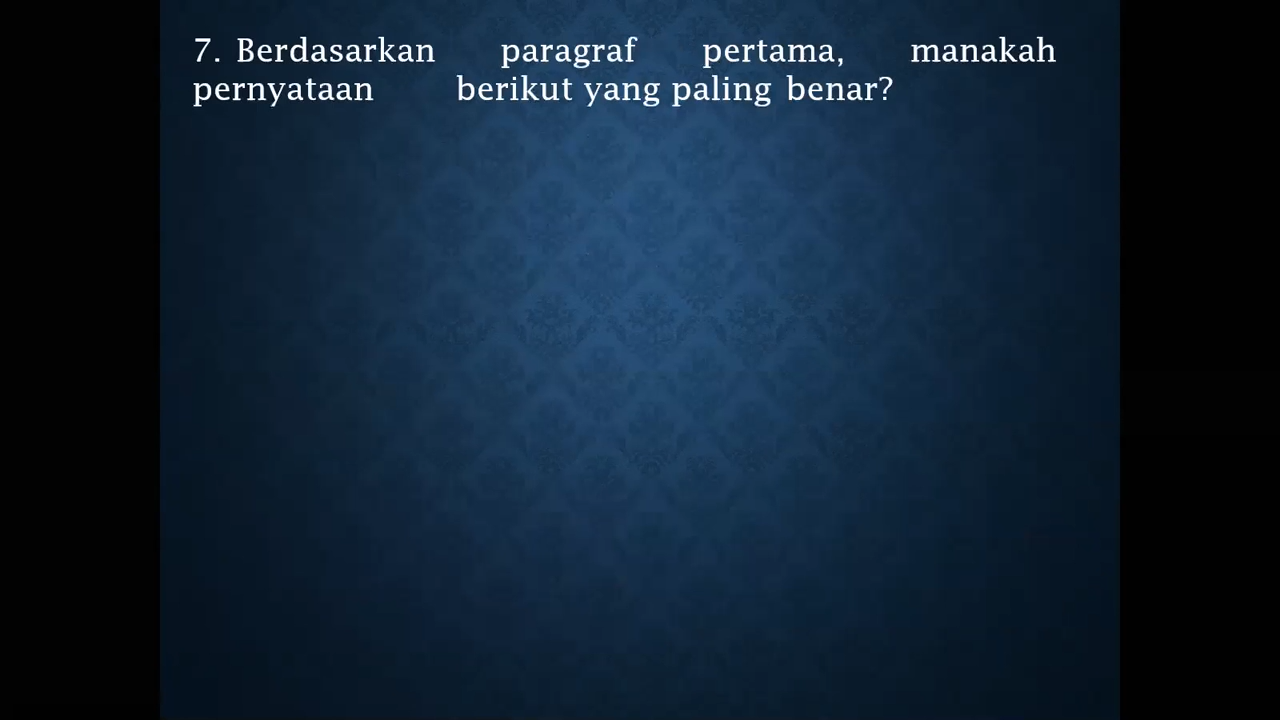 7. Berdasarkan paragraf pertama, manakah
pernyataan berikut yang paling benar?